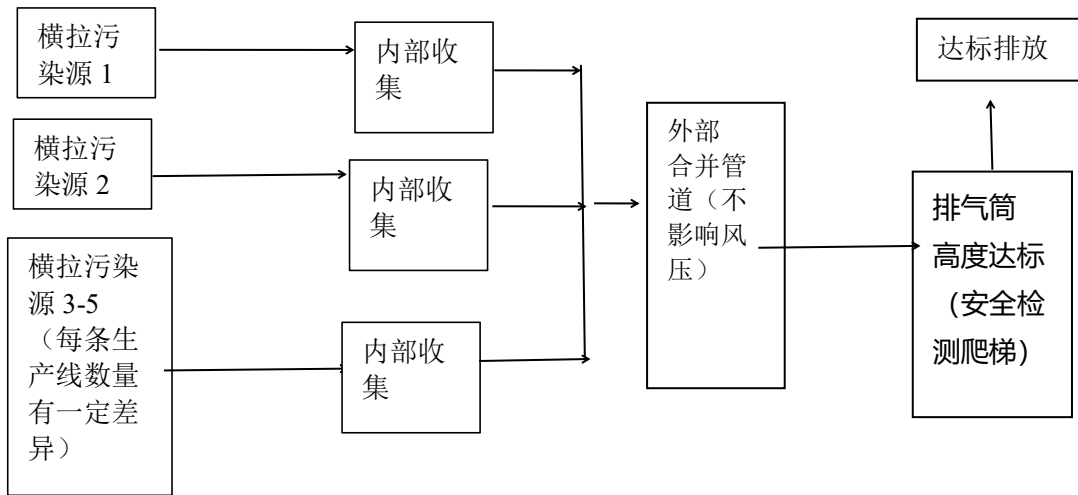 横拉污
染源 1
内部收
集
达标排放
横拉污
染源 2
内部收
集
外部
合并管
道（不
影响风
压）
排气筒
高度达标
（安全检
测爬梯）
横拉污染
源 3-5
（每条生
产线数量
有一定差
异）
内部收
集